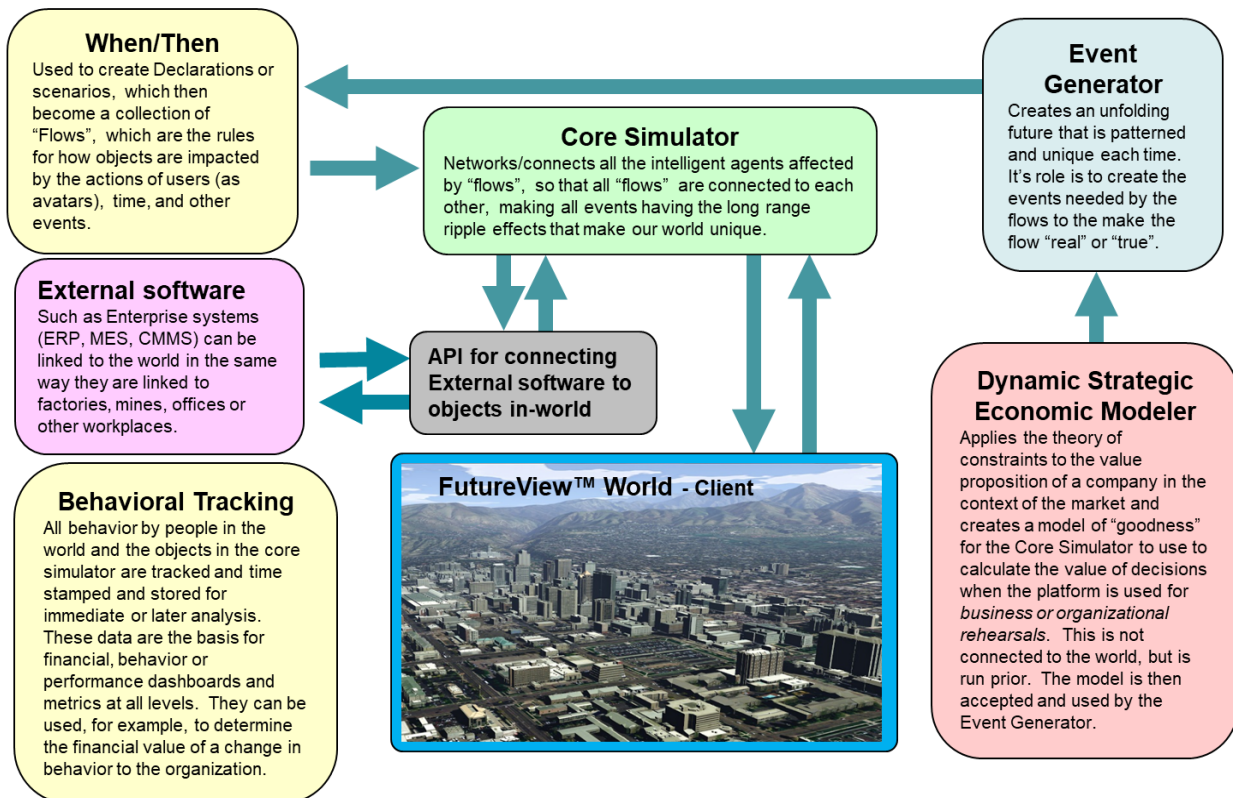 When/Then
Used to create Declarations or
scenarios, which then
become a collection of
“Flows”, which are the rules
for how objects are impacted
by the actions of users (as
avatars), time, and other
events.
Event
Generator
Creates an unfolding
future that is patterned
and unique each time.
It’s role is to create the
events needed by the
flows to the make the
flow “real” or “true”.
Core Simulator
Networks/connects all the intelligent agents affected
by “flows”, so that all “flows” are connected to each
other, making all events having the long range
ripple effects that make our world unique.
External software
Such as Enterprise systems
(ERP, MES, CMMS) can be
linked to the world in the same
way they are linked to
factories, mines, offices or
other workplaces.
API for connecting
External software to
objects in-world
Dynamic Strategic
Economic Modeler
Applies the theory of
constraints to the value
proposition of a company in the
context of the market and
creates a model of “goodness”
for the Core Simulator to use to
calculate the value of decisions
when the platform is used for
business or organizational
rehearsals. This is not
connected to the world, but is
run prior. The model is then
accepted and used by the
Event Generator.
Behavioral Tracking
All behavior by people in the
world and the objects in the core
simulator are tracked and time
stamped and stored for
immediate or later analysis.
These data are the basis for
financial, behavior or
performance dashboards and
metrics at all levels. They can be
used, for example, to determine
the financial value of a change in
behavior to the organization.
FutureView™ World - Client